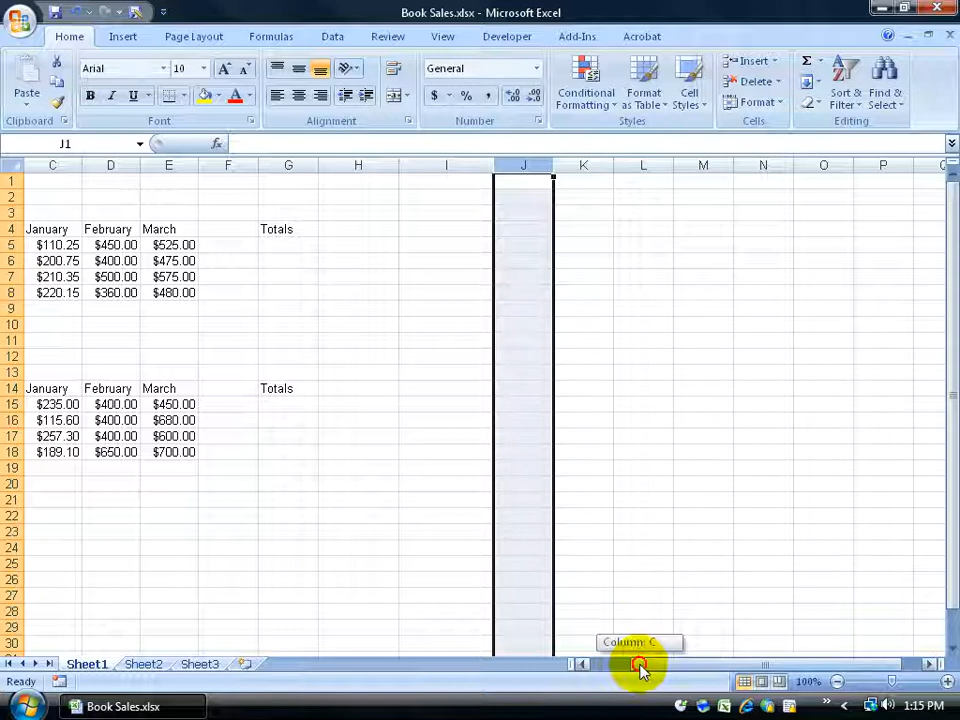 Book Sales.xlsx - Microsoft Excel
Home Insert Page Layout Formulas Data Review View Developer Add-Ins Acrobat
Paste Arial 10 General Conditional Formatting Format as Table Cell Styles Insert Delete Format Sort & Filter Find & Select
B I U A $ % ,
Clipboard Font Alignment Number Styles Cells Editing
J1 fx
C D E F G H I J K L M N O P
1
2
3
4 January February March Totals
5 $110.25 $450.00 $525.00
6 $200.75 $400.00 $475.00
7 $210.35 $500.00 $575.00
8 $220.15 $360.00 $480.00
9
10
11
12
13
14 January February March Totals
15 $235.00 $400.00 $450.00
16 $115.60 $400.00 $680.00
17 $257.30 $400.00 $600.00
18 $189.10 $650.00 $700.00
19
20
21
22
23
24
25
26
27
28
29
30
Column: C
Sheet1 Sheet2 Sheet3
Ready 100%
Book Sales.xlsx 1:15 PM